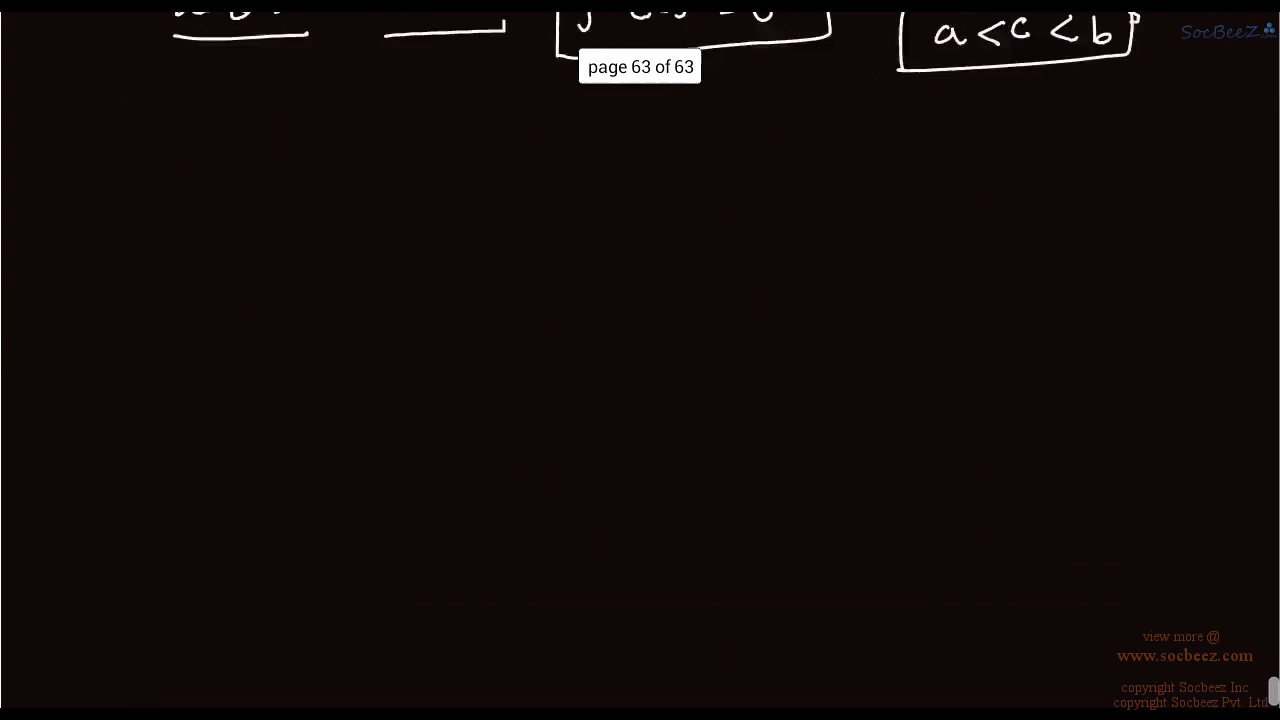 a < c < b
SocBeeZ
page 63 of 63
view more @
www.socbeez.com
copyright Socbeez Inc.
copyright Socbeez Pvt. Ltd